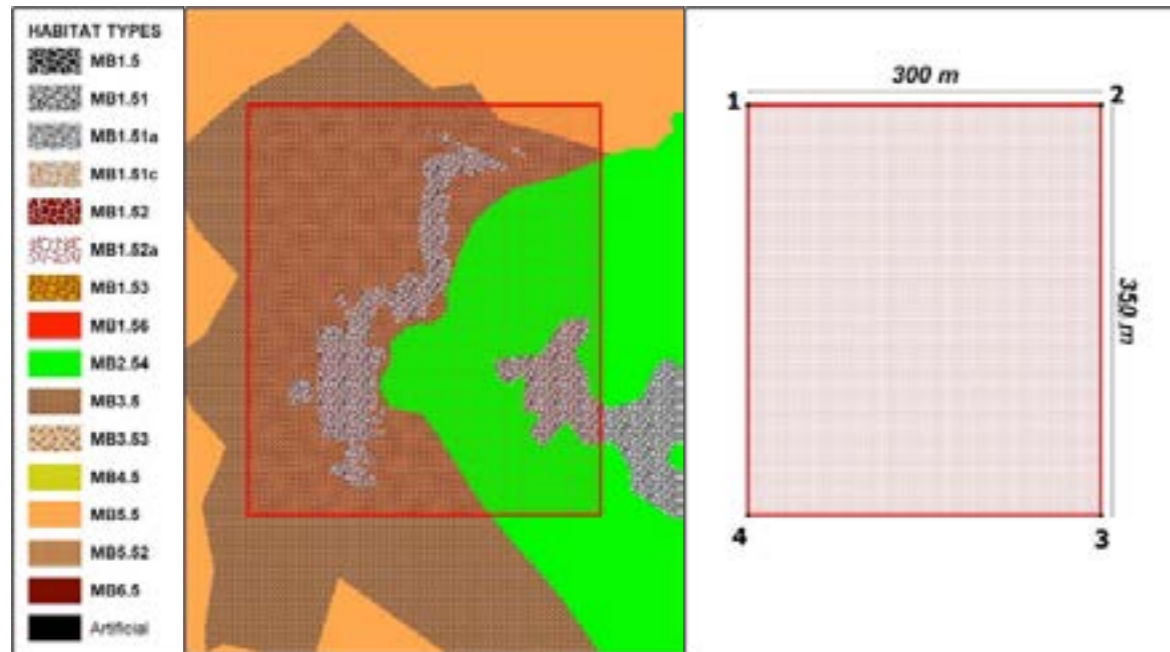 HABITAT TYPES
MB1.5
MB1.51
MB1.51a
MB1.51c
MB1.52
MB1.52a
MB1.53
MB1.56
MB2.54
MB3.5
MB3.53
MB4.5
MB5.5
MB5.52
MB6.5
Artificial
300 m
1
2
350 m
4
3